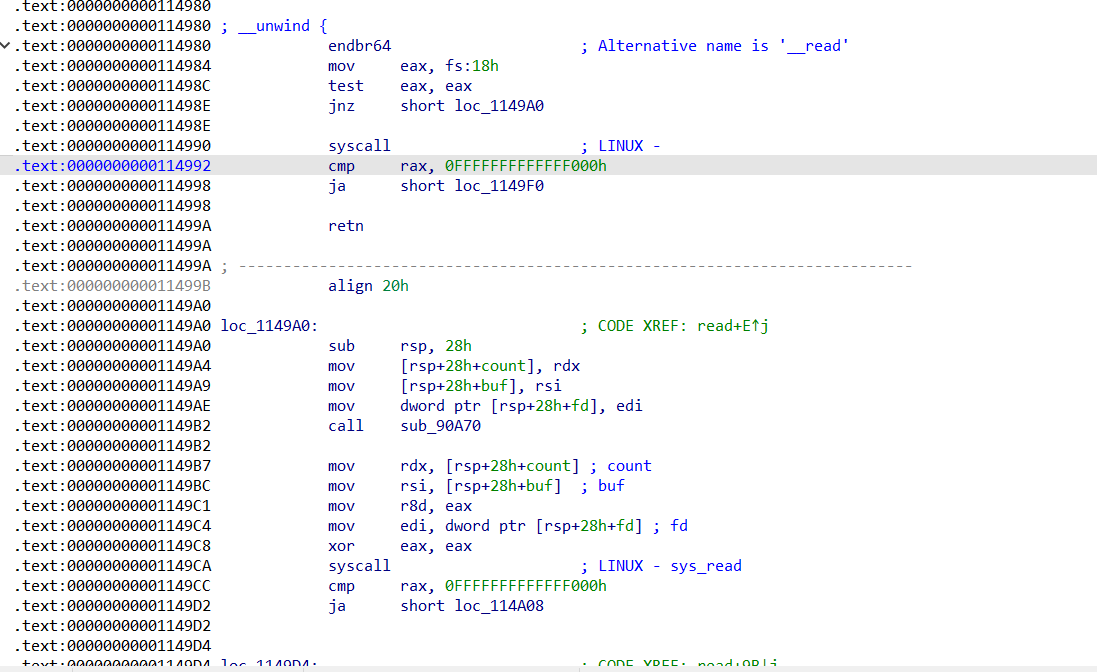 .text:0000000000114980
.text:0000000000114980 ; __unwind {
.text:0000000000114980 endbr64 ; Alternative name is '__read'
.text:0000000000114984 mov eax, fs:18h
.text:000000000011498C test eax, eax
.text:000000000011498E jnz short loc_1149A0
.text:000000000011498E
.text:0000000000114990 syscall ; LINUX -
.text:0000000000114992 cmp rax, 0FFFFFFFFFFFFF000h
.text:0000000000114998 ja short loc_1149F0
.text:0000000000114998
.text:000000000011499A retn
.text:000000000011499A
.text:000000000011499A ; ---------------------------------------------------------------------------
.text:000000000011499B align 20h
.text:00000000001149A0
.text:00000000001149A0 loc_1149A0: ; CODE XREF: read+E↑j
.text:00000000001149A0 sub rsp, 28h
.text:00000000001149A4 mov [rsp+28h+count], rdx
.text:00000000001149A9 mov [rsp+28h+buf], rsi
.text:00000000001149AE mov dword ptr [rsp+28h+fd], edi
.text:00000000001149B2 call sub_90A70
.text:00000000001149B2
.text:00000000001149B7 mov rdx, [rsp+28h+count] ; count
.text:00000000001149BC mov rsi, [rsp+28h+buf] ; buf
.text:00000000001149C1 mov r8d, eax
.text:00000000001149C4 mov edi, dword ptr [rsp+28h+fd] ; fd
.text:00000000001149C8 xor eax, eax
.text:00000000001149CA syscall ; LINUX - sys_read
.text:00000000001149CC cmp rax, 0FFFFFFFFFFFFF000h
.text:00000000001149D2 ja short loc_114A08
.text:00000000001149D2
.text:00000000001149D4
.text:00000000001149D4 loc_1149D4: ; CODE XREF: